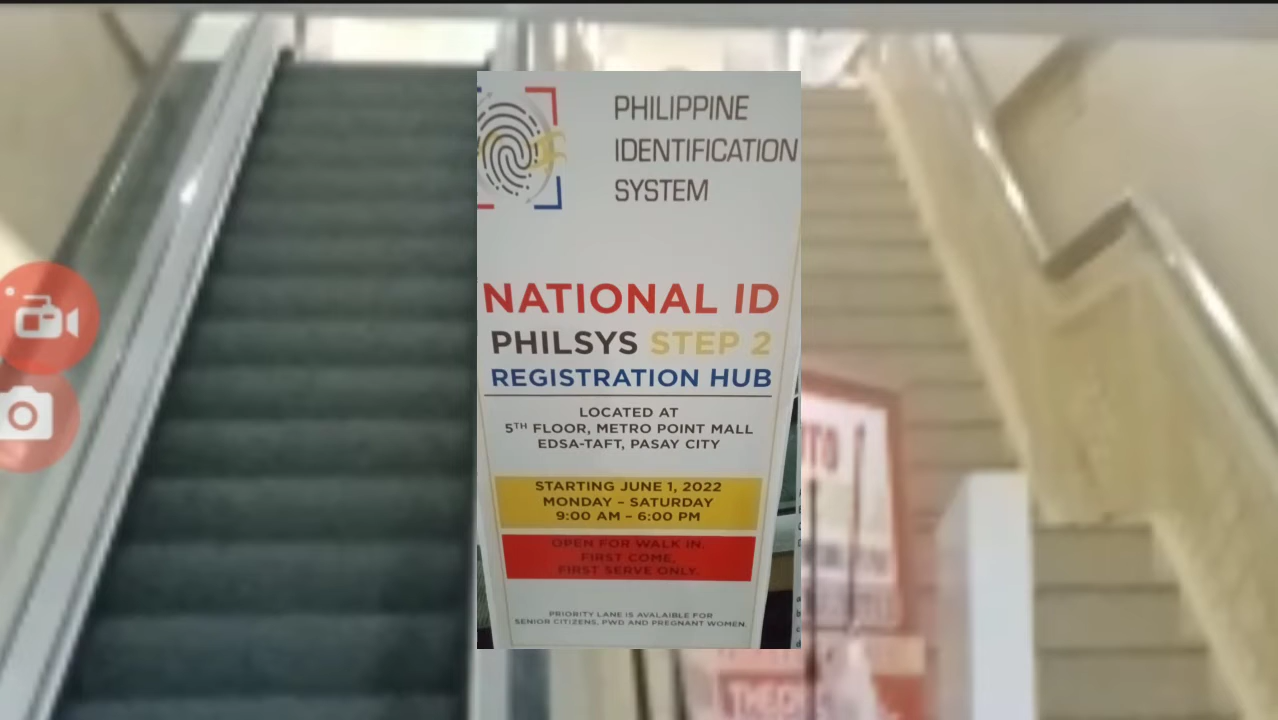 PHILIPPINE
IDENTIFICATION
SYSTEM
NATIONAL ID
PHILSYS STEP 2
REGISTRATION HUB
LOCATED AT
5TH FLOOR, METRO POINT MALL
EDSA-TAFT, PASAY CITY
STARTING JUNE 1, 2022
MONDAY – SATURDAY
9:00 AM – 6:00 PM
OPEN FOR WALK IN.
FIRST COME,
FIRST SERVE ONLY.
PRIORITY LANE IS AVALAIBLE FOR
SENIOR CITIZENS, PWD AND PREGNANT WOMEN.